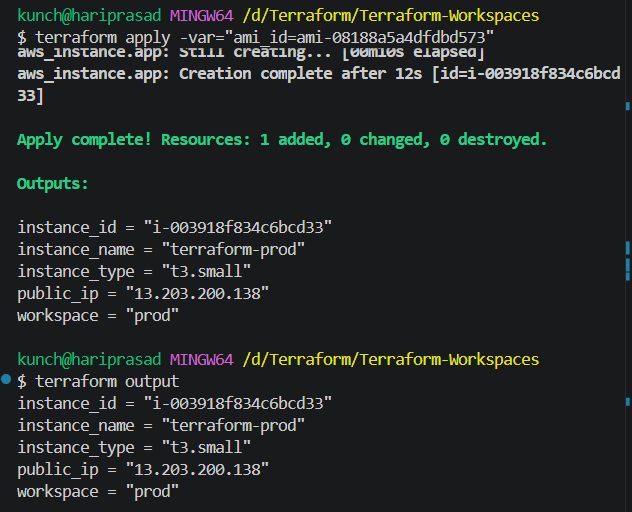 kunch@hariprasad MINGW64 /d/Terraform/Terraform-Workspaces
$ terraform apply -var="ami_id=ami-08188a5a4dfdbd573"
aws_instance.app: Still creating... [00m10s elapsed]
aws_instance.app: Creation complete after 12s [id=i-003918f834c6bcd
33]
Apply complete! Resources: 1 added, 0 changed, 0 destroyed.
Outputs:
instance_id = "i-003918f834c6bcd33"
instance_name = "terraform-prod"
instance_type = "t3.small"
public_ip = "13.203.200.138"
workspace = "prod"
kunch@hariprasad MINGW64 /d/Terraform/Terraform-Workspaces
$ terraform output
instance_id = "i-003918f834c6bcd33"
instance_name = "terraform-prod"
instance_type = "t3.small"
public_ip = "13.203.200.138"
workspace = "prod"